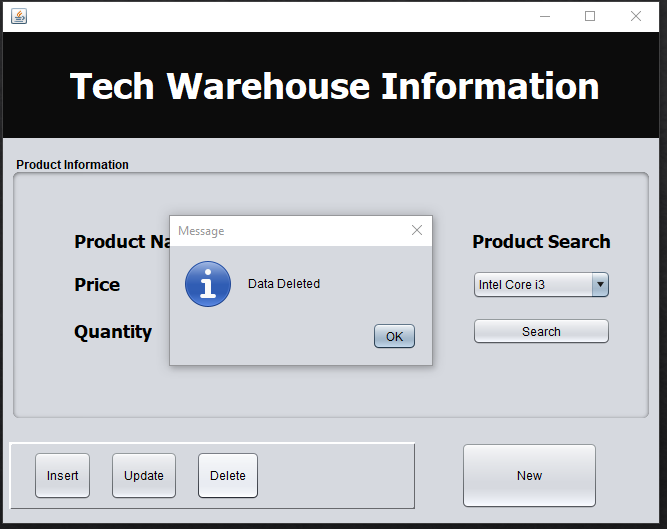 Tech Warehouse Information
Product Information
Message
Product Na
Product Search
Price
Data Deleted
Intel Core i3
Quantity
OK
Search
Insert
Update
Delete
New